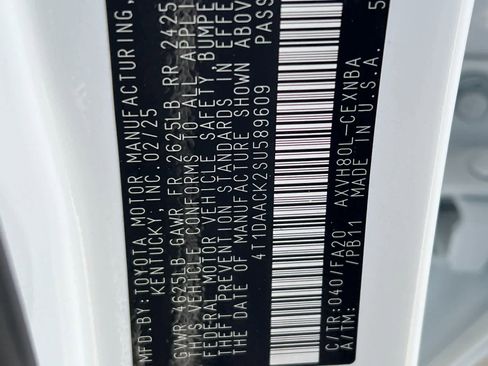 MFD. BY: TOYOTA MOTOR MANUFACTURING,
KENTUCKY, INC. 02/25
GVWR 4625LB GAWR FR 2625LB RR 2425
THIS VEHICLE CONFORMS TO ALL APPLI
FEDERAL MOTOR VEHICLE SAFETY, BUMPE
THEFT PREVENTION STANDARDS IN EFFE
THE DATE OF MANUFACTURE SHOWN ABOV
4T1DAACK2SU589609 PASS
C/TR: 040/FA20 AXVH80L-CEXNBA
A/TM: /PB11 MADE IN U.S.A. 5